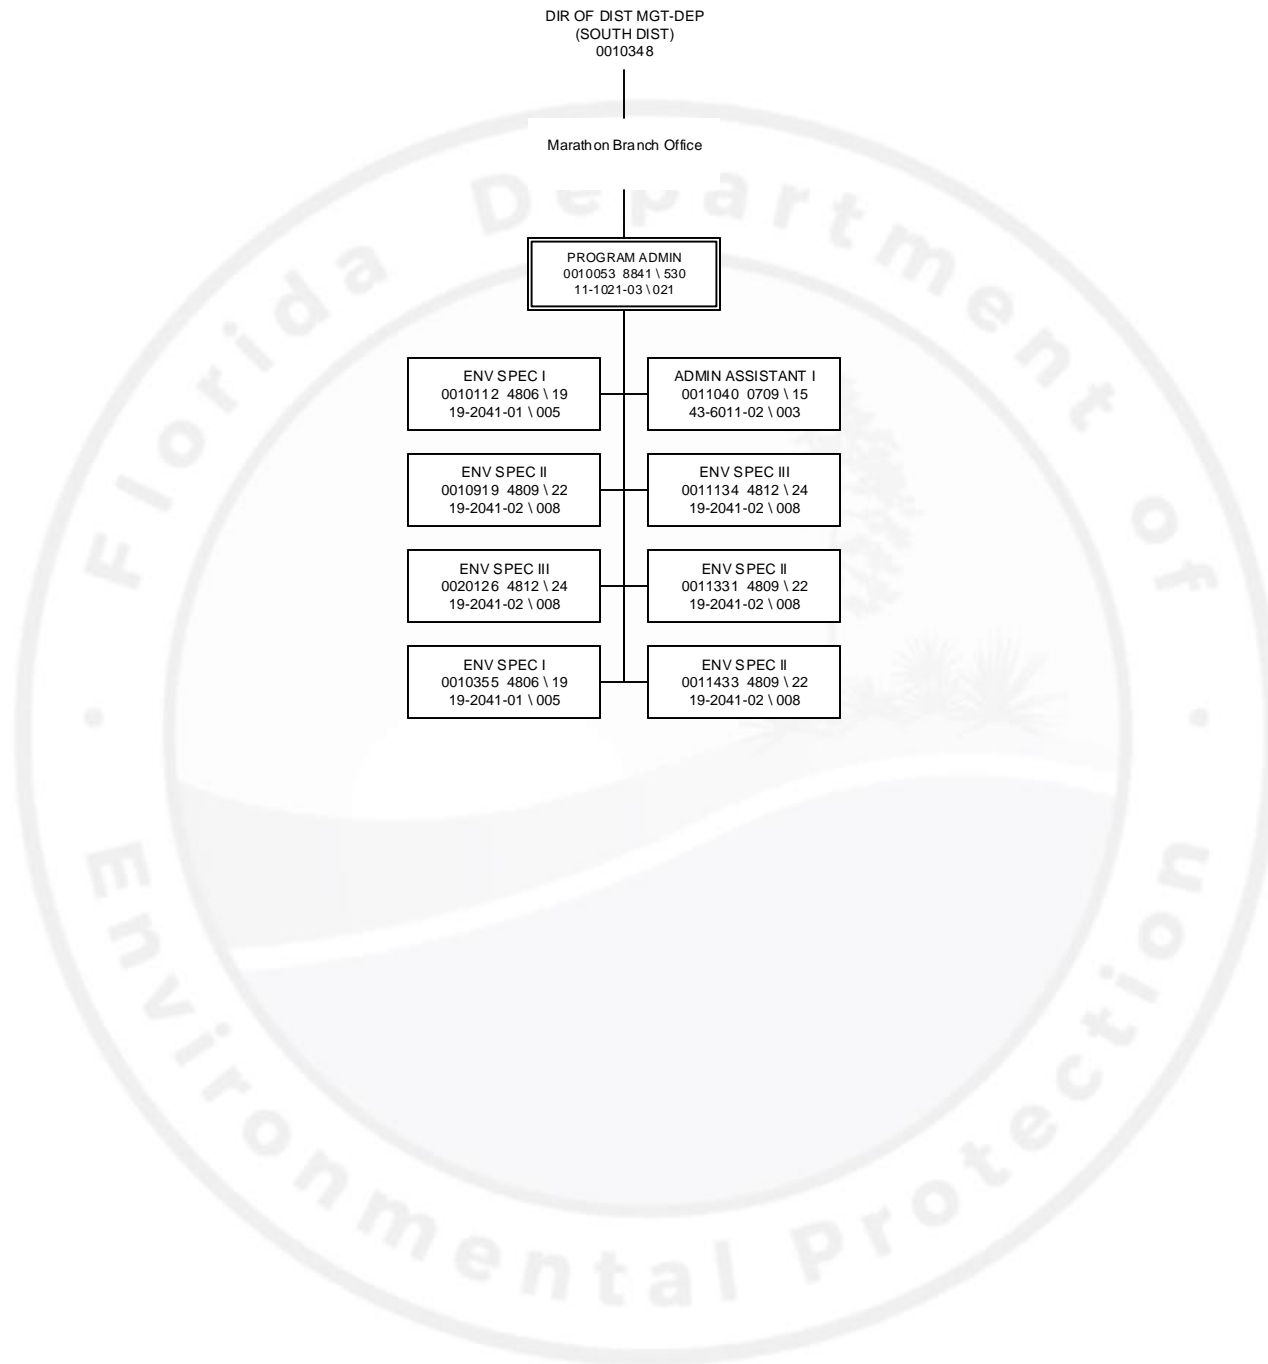 DIR OF DIST MGT-DEP
(SOUTH DIST)
0010348
Marathon Branch Office
PROGRAM ADMIN
0010053 8841 \ 530
11-1021-03 \ 021
ENV SPEC I
0010112 4806 \ 19
19-2041-01 \ 005
ADMIN ASSISTANT I
0011040 0709 \ 15
43-6011-02 \ 003
ENV SPEC II
0010919 4809 \ 22
19-2041-02 \ 008
ENV SPEC III
0011134 4812 \ 24
19-2041-02 \ 008
ENV SPEC III
0020126 4812 \ 24
19-2041-02 \ 008
ENV SPEC II
0011331 4809 \ 22
19-2041-02 \ 008
ENV SPEC I
0010355 4806 \ 19
19-2041-01 \ 005
ENV SPEC II
0011433 4809 \ 22
19-2041-02 \ 008
Florida Department of
Environmental Protection